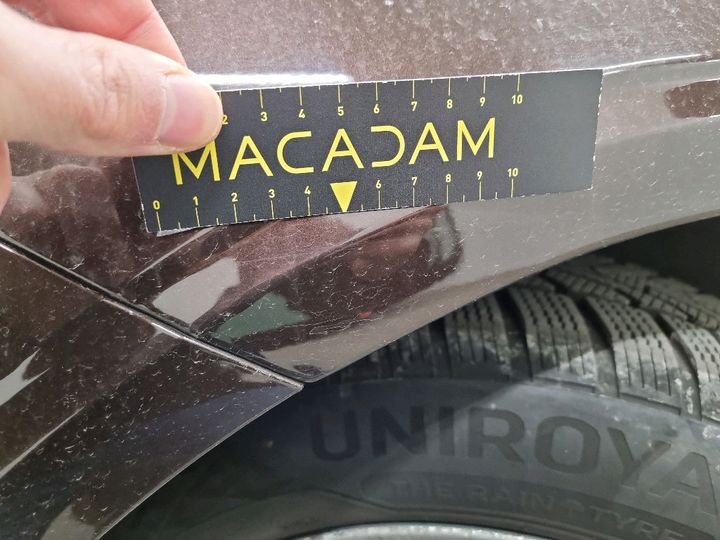 2 3 4 5 6 7 8 9 10
MACADAM
0 1 2 3 4 6 7 8 9 10
UNIROYA
THE RAIN TYRE